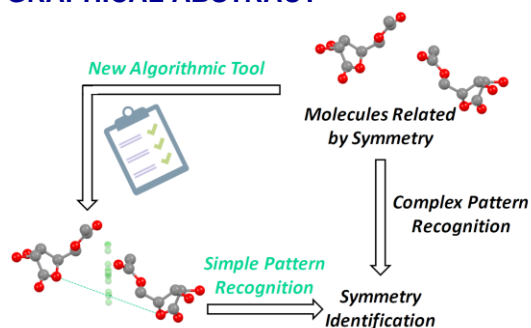 GRAPHICAL ABSTRACT
New Algorithmic Tool
Molecules Related
by Symmetry
Complex Pattern
Recognition
Simple Pattern
Recognition
Symmetry
Identification